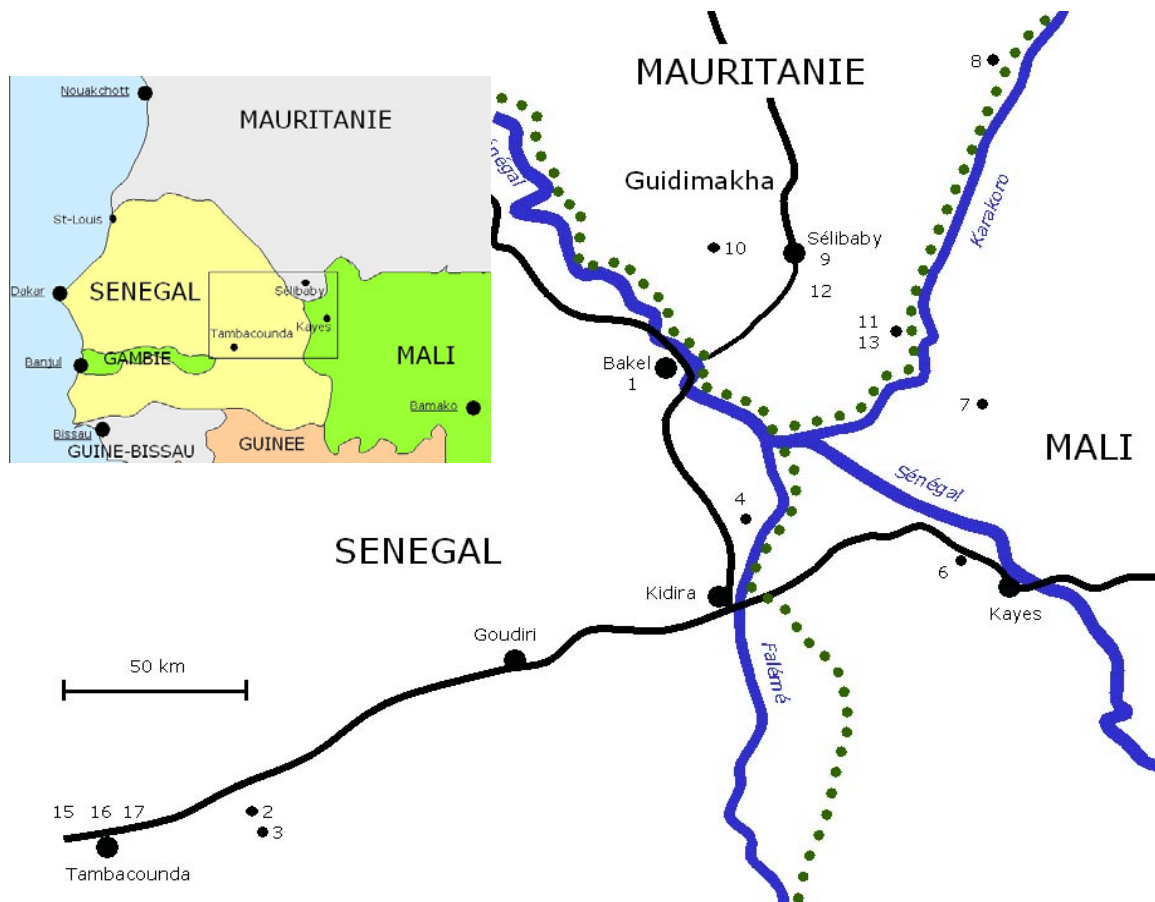 Nouakchott
MAURITANIE
St-Louis
Dakar
SENEGAL
Sélibaby
Kayes
Tambacounda
Banjul
GAMBIE
MALI
Bamako
Bissau
GUINE-BISSAU
GUINEE
MAURITANIE
8
Guidimakha
Karakoro
10
Sélibaby
9
12
11
13
Bakel
1
7
MALI
4
Sénégal
SENEGAL
6
Kidira
Kayes
Goudiri
Falémé
50 km
15 16 17
2
3
Tambacounda